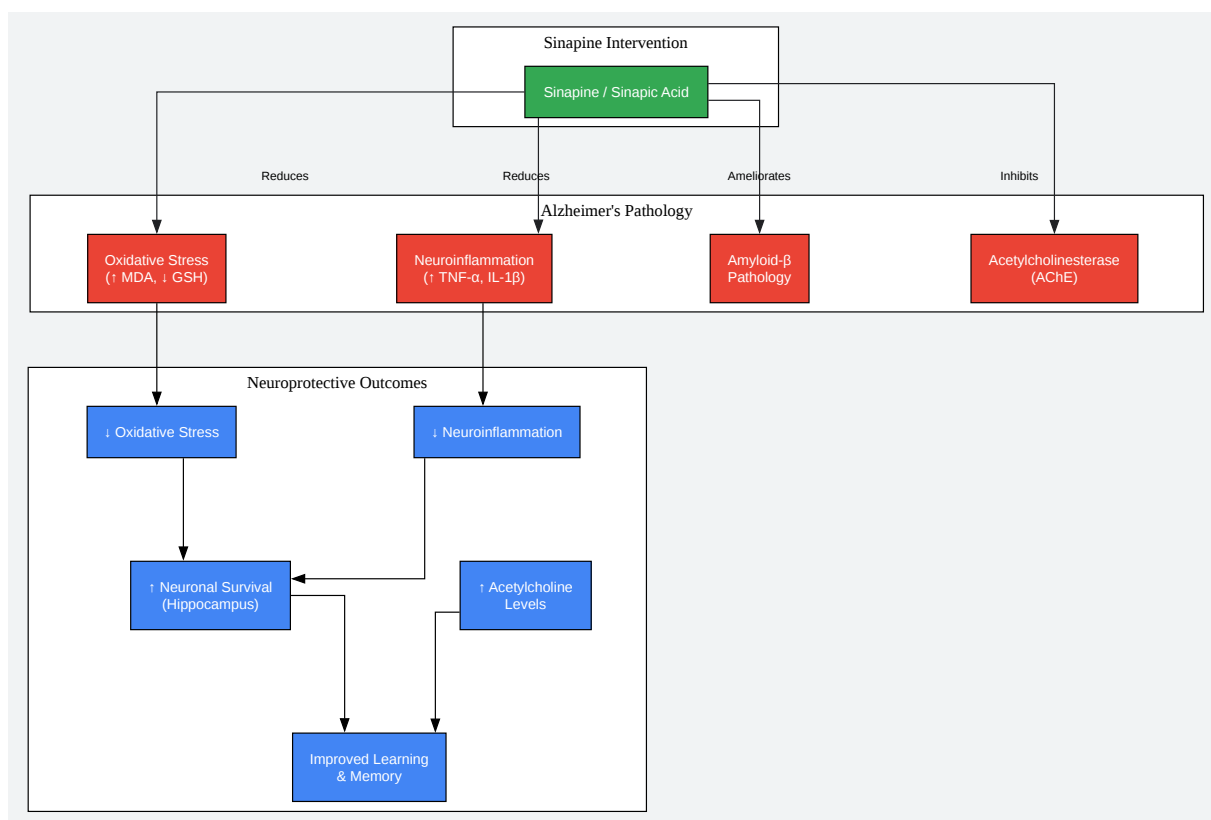 Sinapine Intervention
Sinapine / Sinapic Acid
Reduces
Reduces
Ameliorates
Inhibits
Alzheimer's Pathology
Oxidative Stress
(↑ MDA, ↓ GSH)
Neuroinflammation
(↑ TNF-α, IL-1β)
Amyloid-β
Pathology
Acetylcholinesterase
(AChE)
Neuroprotective Outcomes
↓ Oxidative Stress
↓ Neuroinflammation
↑ Neuronal Survival
(Hippocampus)
↑ Acetylcholine
Levels
Improved Learning
& Memory